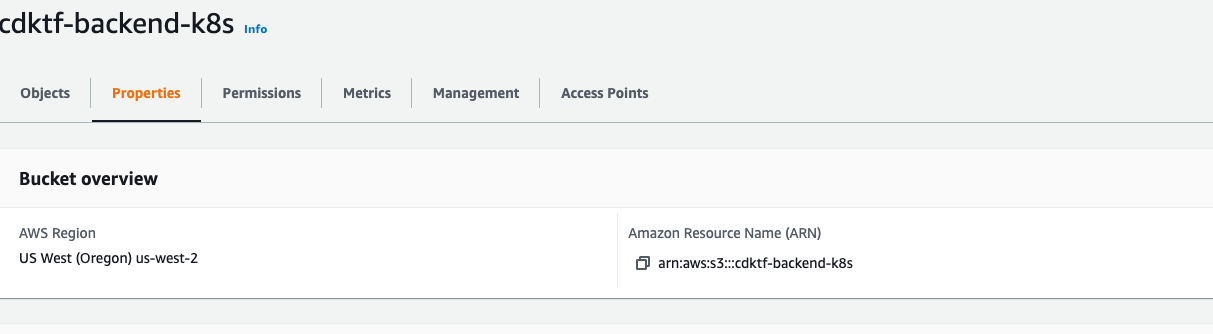 cdktf-backend-k8s Info
Objects Properties Permissions Metrics Management Access Points
Bucket overview
AWS Region
US West (Oregon) us-west-2
Amazon Resource Name (ARN)
arn:aws:s3:::cdktf-backend-k8s